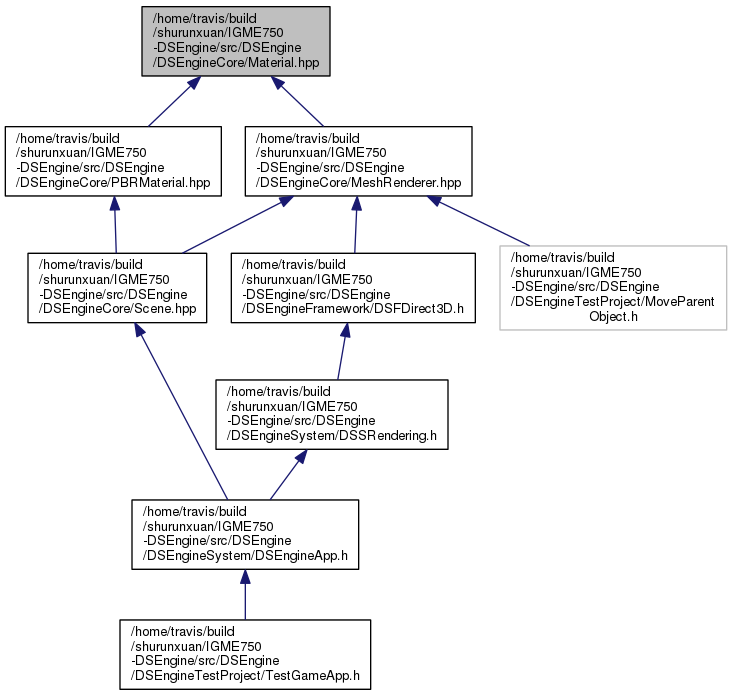 /home/travis/build
/shurunxuan/IGME750
-DSEngine/src/DSEngine
/DSEngineCore/Material.hpp
/home/travis/build
/shurunxuan/IGME750
-DSEngine/src/DSEngine
/DSEngineCore/PBRMaterial.hpp
/home/travis/build
/shurunxuan/IGME750
-DSEngine/src/DSEngine
/DSEngineCore/MeshRenderer.hpp
/home/travis/build
/shurunxuan/IGME750
-DSEngine/src/DSEngine
/DSEngineCore/Scene.hpp
/home/travis/build
/shurunxuan/IGME750
-DSEngine/src/DSEngine
/DSEngineFramework/DSFDirect3D.h
/home/travis/build
/shurunxuan/IGME750
-DSEngine/src/DSEngine
/DSEngineTestProject/MoveParent
Object.h
/home/travis/build
/shurunxuan/IGME750
-DSEngine/src/DSEngine
/DSEngineSystem/DSSRendering.h
/home/travis/build
/shurunxuan/IGME750
-DSEngine/src/DSEngine
/DSEngineSystem/DSEngineApp.h
/home/travis/build
/shurunxuan/IGME750
-DSEngine/src/DSEngine
/DSEngineTestProject/TestGameApp.h